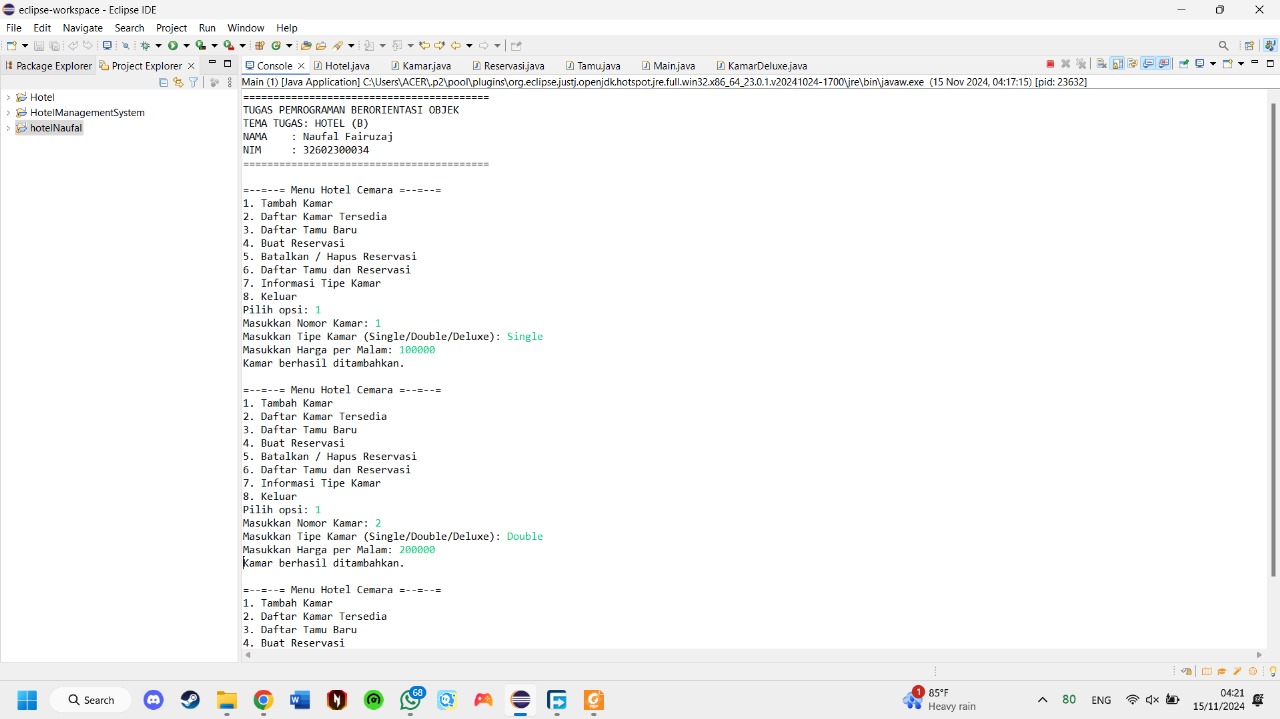 eclipse-workspace - Eclipse IDE
File Edit Navigate Search Project Run Window Help
Package Explorer Project Explorer
Console Hotel.java Kamar.java Reservasi.java Tamu.java Main.java KamarDeluxe.java
Main (1) [Java Application] C:\Users\ACER\.p2\pool\plugins\org.eclipse.justj.openjdk.hotspot.jre.full.win32.x86_64_23.0.1.v20241024-1700\jre\bin\javaw.exe (15 Nov 2024, 04:17:15) [pid: 23632]
Hotel
HotelManagementSystem
hotelNaufal
=========================================
TUGAS PEMROGRAMAN BERORIENTASI OBJEK
TEMA TUGAS: HOTEL (B)
NAMA : Naufal Fairuzaj
NIM : 32602300034
=========================================
=--=--= Menu Hotel Cemara =--=--=
1. Tambah Kamar
2. Daftar Kamar Tersedia
3. Daftar Tamu Baru
4. Buat Reservasi
5. Batalkan / Hapus Reservasi
6. Daftar Tamu dan Reservasi
7. Informasi Tipe Kamar
8. Keluar
Pilih opsi: 1
Masukkan Nomor Kamar: 1
Masukkan Tipe Kamar (Single/Double/Deluxe): Single
Masukkan Harga per Malam: 100000
Kamar berhasil ditambahkan.
=--=--= Menu Hotel Cemara =--=--=
1. Tambah Kamar
2. Daftar Kamar Tersedia
3. Daftar Tamu Baru
4. Buat Reservasi
5. Batalkan / Hapus Reservasi
6. Daftar Tamu dan Reservasi
7. Informasi Tipe Kamar
8. Keluar
Pilih opsi: 1
Masukkan Nomor Kamar: 2
Masukkan Tipe Kamar (Single/Double/Deluxe): Double
Masukkan Harga per Malam: 200000
Kamar berhasil ditambahkan.
=--=--= Menu Hotel Cemara =--=--=
1. Tambah Kamar
2. Daftar Kamar Tersedia
3. Daftar Tamu Baru
4. Buat Reservasi
Search
68
1
85°F
Heavy rain
80
ENG
04:21
15/11/2024